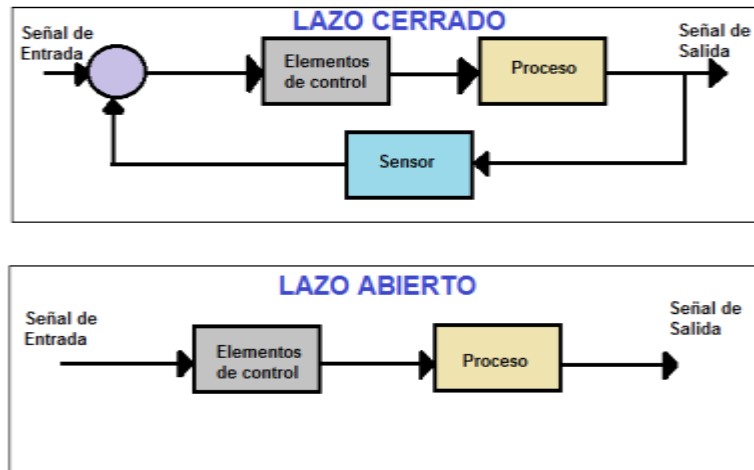 LAZO CERRADO
Señal de
Entrada
Elementos
de control
Proceso
Señal de
Salida
Sensor
LAZO ABIERTO
Señal de
Entrada
Elementos
de control
Proceso
Señal de
Salida